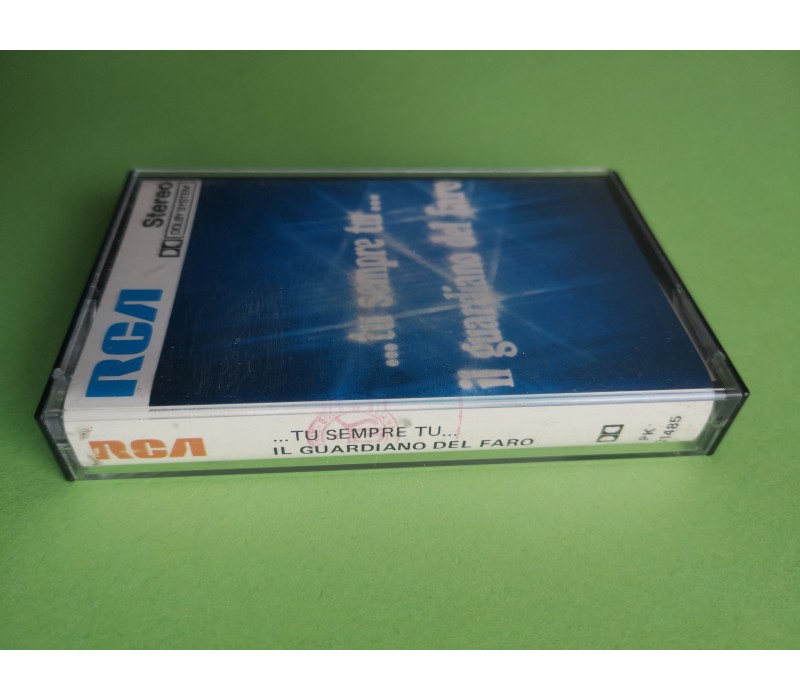 RCA
Stereo
DOLBY SYSTEM
...tu sempre tu...
il guardiano del faro
RCA
...TU SEMPRE TU...
IL GUARDIANO DEL FARO
PK-